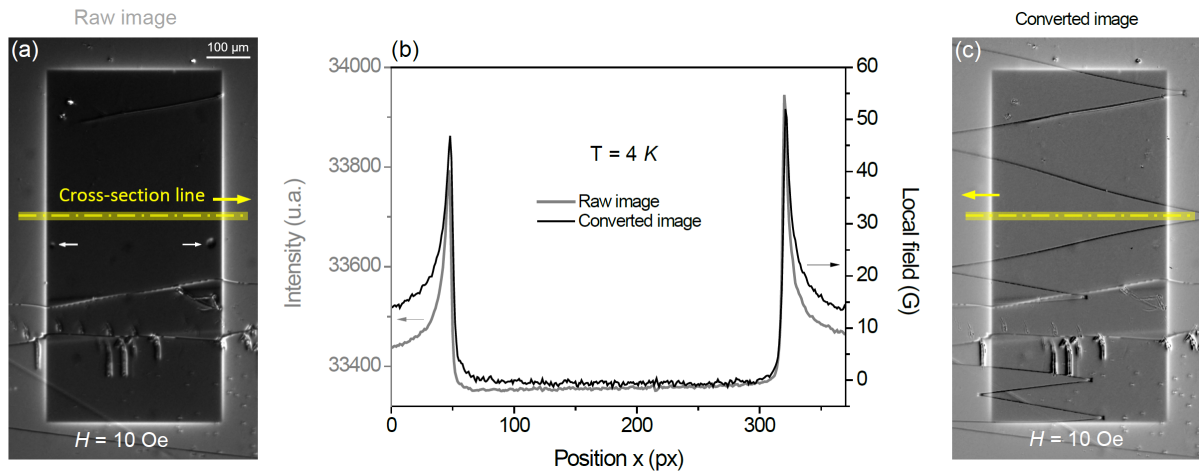 Raw image
(a)
100 µm
Cross-section line
H = 10 Oe
(b)
34000
33800
33600
33400
Intensity (u.a.)
T = 4 K
Raw image
Converted image
60
50
40
30
20
10
0
Local field (G)
0
100
200
300
Position x (px)
Converted image
(c)
H = 10 Oe